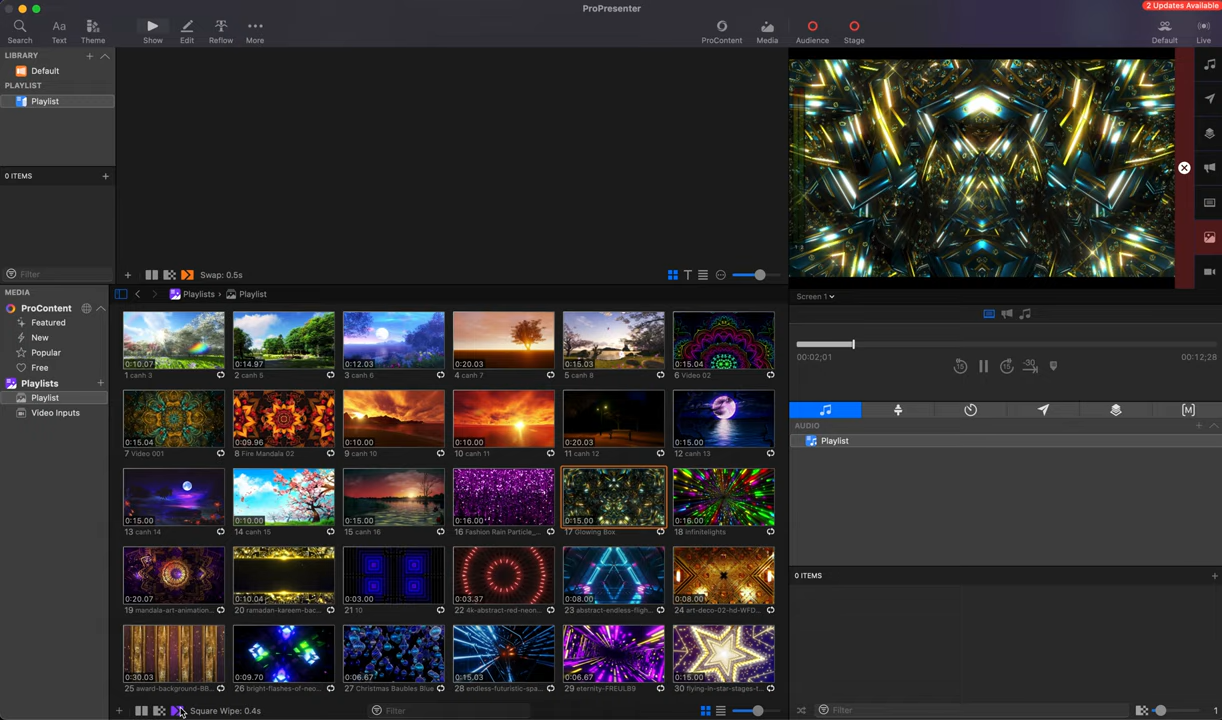 ProPresenter
2 Updates Available
Search
Text
Theme
Show
Edit
Reflow
More
ProContent
Media
Audience
Stage
Default
Live
LIBRARY
Default
PLAYLIST
Playlist
0 ITEMS
Filter
Swap: 0.5s
MEDIA
ProContent
Featured
New
Popular
Free
Playlists
Playlist
Video Inputs
Playlists › Playlist
0:10.07
0:14.97
0:12.03
0:20.03
0:15.03
0:15.04
1 canh 3
2 canh 5
3 canh 6
4 canh 7
5 canh 8
6 Video 02
0:15.04
0:09.96
0:10.00
0:10.00
0:20.03
0:15.00
7 Video 001
8 Fire Mandala 02
9 canh 10
10 canh 11
11 canh 12
12 canh 13
0:15.00
0:10.00
0:15.00
0:16.00
0:15.00
0:16.00
13 canh 14
14 canh 15
15 canh 16
16 Fashion Rain Particle_...
17 Glowing Box
18 infinitelights
0:20.07
0:10.04
0:03.00
0:03.37
0:08.00
0:08.00
19 mandala-art-animation...
20 ramadan-kareem-bac...
21 10
22 4k-abstract-red-neon...
23 abstract-endless-fligh...
24 art-deco-02-hd-WFD...
0:30.03
0:09.70
0:06.67
0:15.03
0:06.67
0:15.00
25 award-background-BB...
26 bright-flashes-of-neo...
27 Christmas Baubles Blue
28 endless-futuristic-spa...
29 eternity-FREULB9
30 flying-in-star-stages-t...
Square Wipe: 0.4s
Filter
Screen 1
00:02;01
00:12;28
15
15
30
[M]
AUDIO
Playlist
0 ITEMS
Filter
1